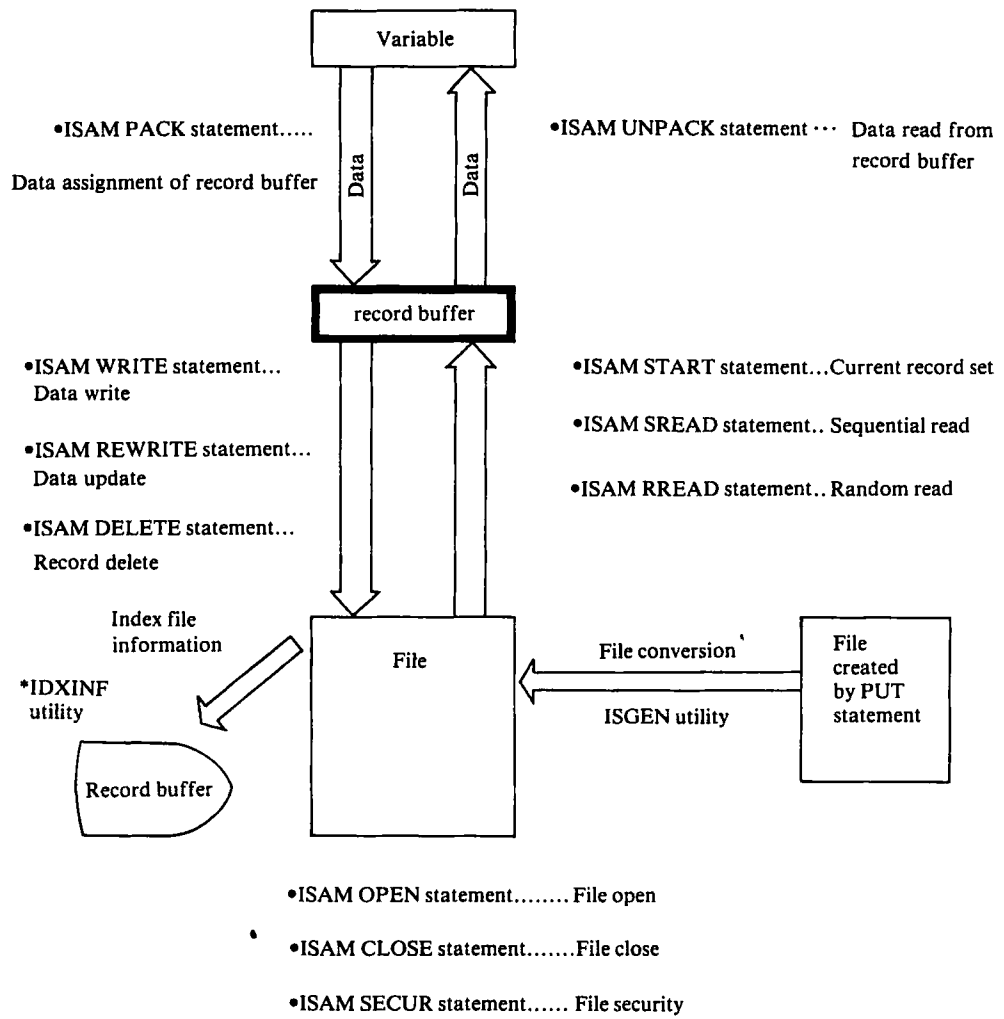 Variable
•ISAM PACK statement.....
Data assignment of record buffer
Data
Data
•ISAM UNPACK statement ··· Data read from
record buffer
record buffer
•ISAM WRITE statement...
Data write
•ISAM REWRITE statement...
Data update
•ISAM DELETE statement...
Record delete
•ISAM START statement...Current record set
•ISAM SREAD statement.. Sequential read
•ISAM RREAD statement.. Random read
Index file
information
*IDXINF
utility
Record buffer
File
File conversion
ISGEN utility
File
created
by PUT
statement
•ISAM OPEN statement........ File open
•ISAM CLOSE statement.......File close
•ISAM SECUR statement...... File security